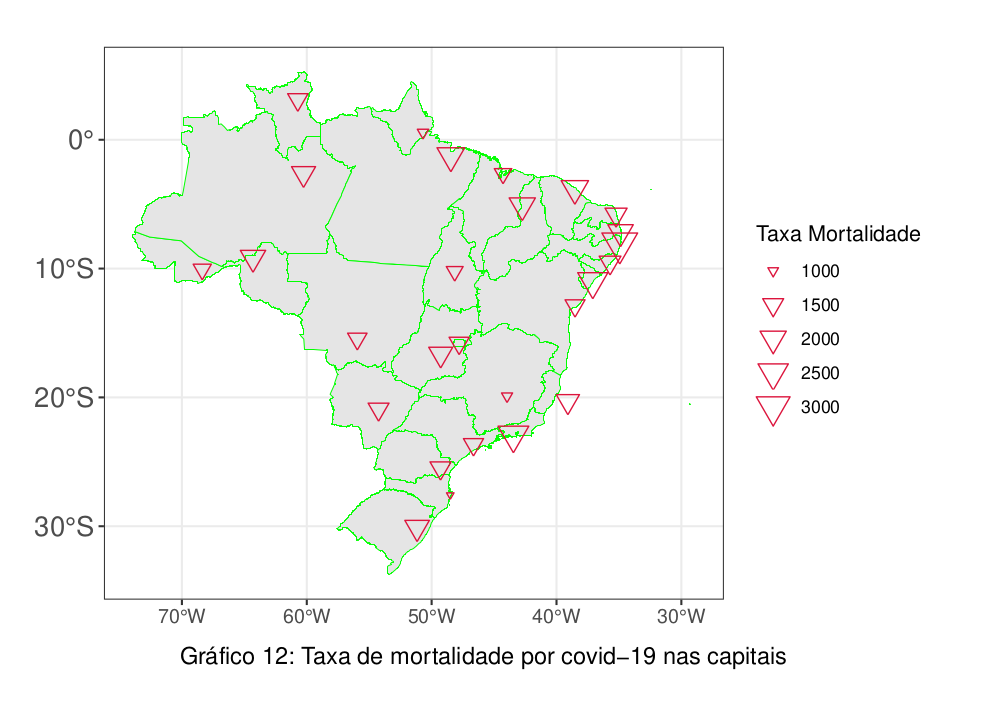 0°
10°S
20°S
30°S
70°W 60°W 50°W 40°W 30°W
Taxa Mortalidade
1000
1500
2000
2500
3000
Gráfico 12: Taxa de mortalidade por covid−19 nas capitais